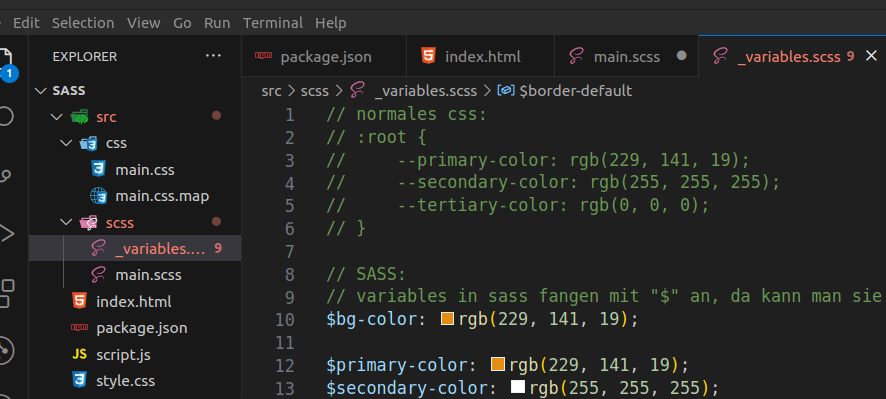 Edit Selection View Go Run Terminal Help
EXPLORER ···
package.json index.html main.scss _variables.scss 9
SASS
src > scss > _variables.scss > $border-default
src
css
main.css
main.css.map
scss
_variables.... 9
main.scss
index.html
package.json
JS script.js
style.css
1
1 // normales css:
2 // :root {
3 //     --primary-color: rgb(229, 141, 19);
4 //     --secondary-color: rgb(255, 255, 255);
5 //     --tertiary-color: rgb(0, 0, 0);
6 // }
7
8 // SASS:
9 // variables in sass fangen mit "$" an, da kann man sie
10 $bg-color: rgb(229, 141, 19);
11
12 $primary-color: rgb(229, 141, 19);
13 $secondary-color: rgb(255, 255, 255);